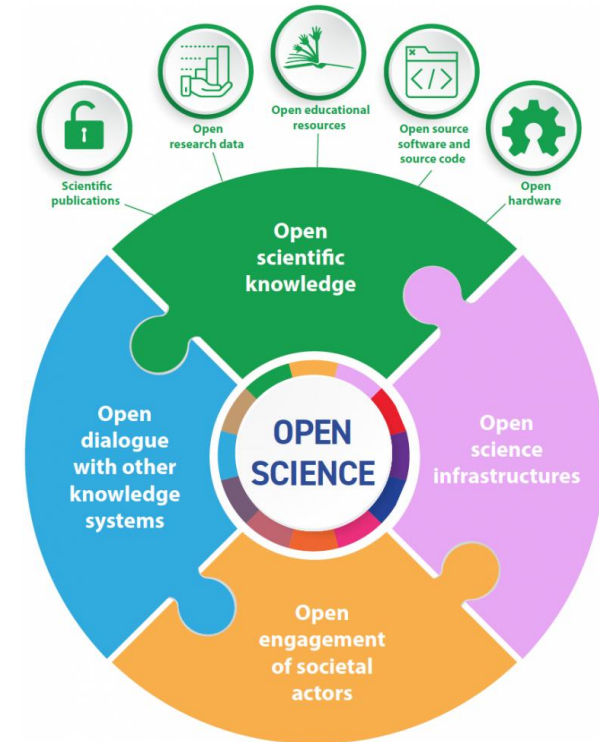 Scientific
publications
Open
research data
Open educational
resources
Open source
software and
source code
Open
hardware
Open
scientific
knowledge
Open
dialogue
with other
knowledge
systems
OPEN
SCIENCE
Open
science
infrastructures
Open
engagement
of societal
actors